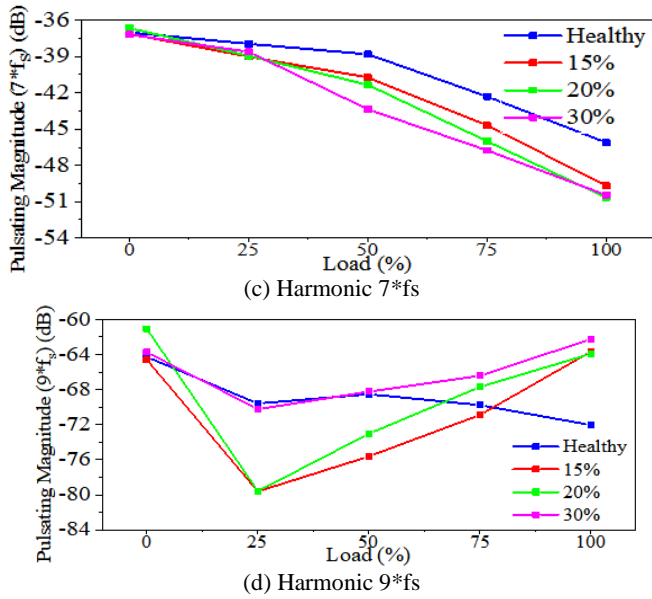 Pulsating Magnitude (7*fs) (dB)
-36
-39
-42
-45
-48
-51
-54
Healthy
15%
20%
30%
0 25 50 75 100
Load (%)
(c) Harmonic 7*fs
Pulsating Magnitude (9*fs) (dB)
-60
-64
-68
-72
-76
-80
-84
Healthy
15%
20%
30%
0 25 50 75 100
Load (%)
(d) Harmonic 9*fs